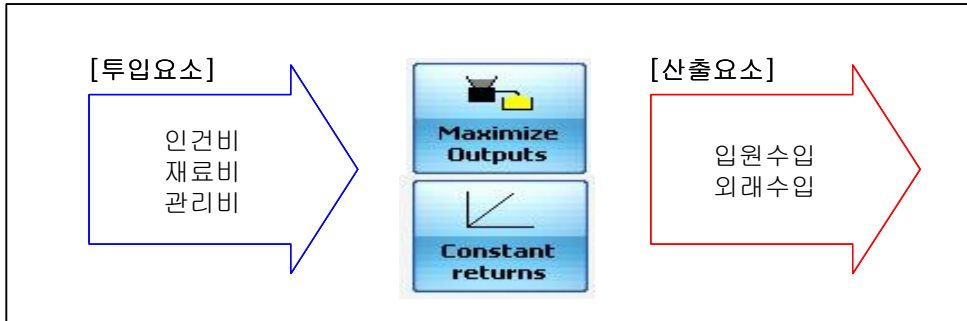 [투입요소]
인건비
재료비
관리비
Maximize
Outputs
Constant
returns
[산출요소]
입원수입
외래수입